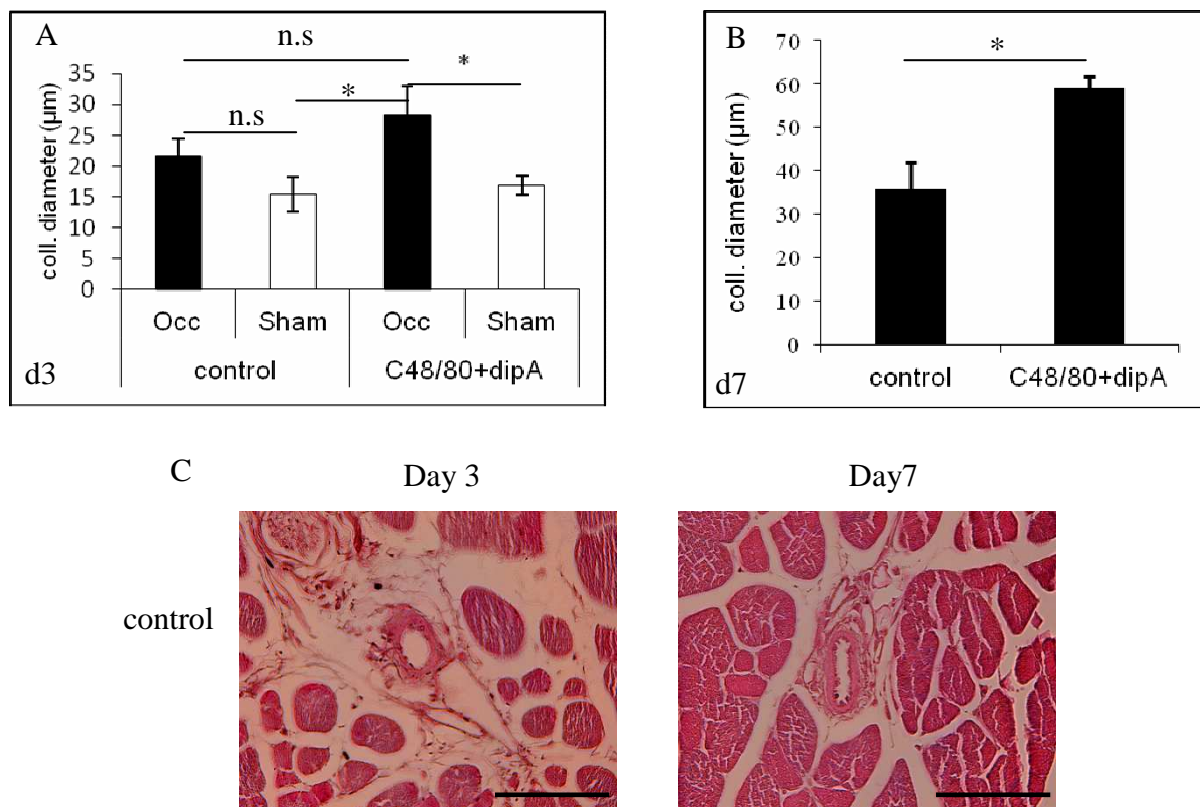 A
n.s
*
*
n.s
coll. diameter (µm)
35
30
25
20
15
10
5
0
Occ Sham Occ Sham
control C48/80+dipA
d3
B
*
coll. diameter (µm)
70
60
50
40
30
20
10
0
control C48/80+dipA
d7
C
Day 3 Day7
control